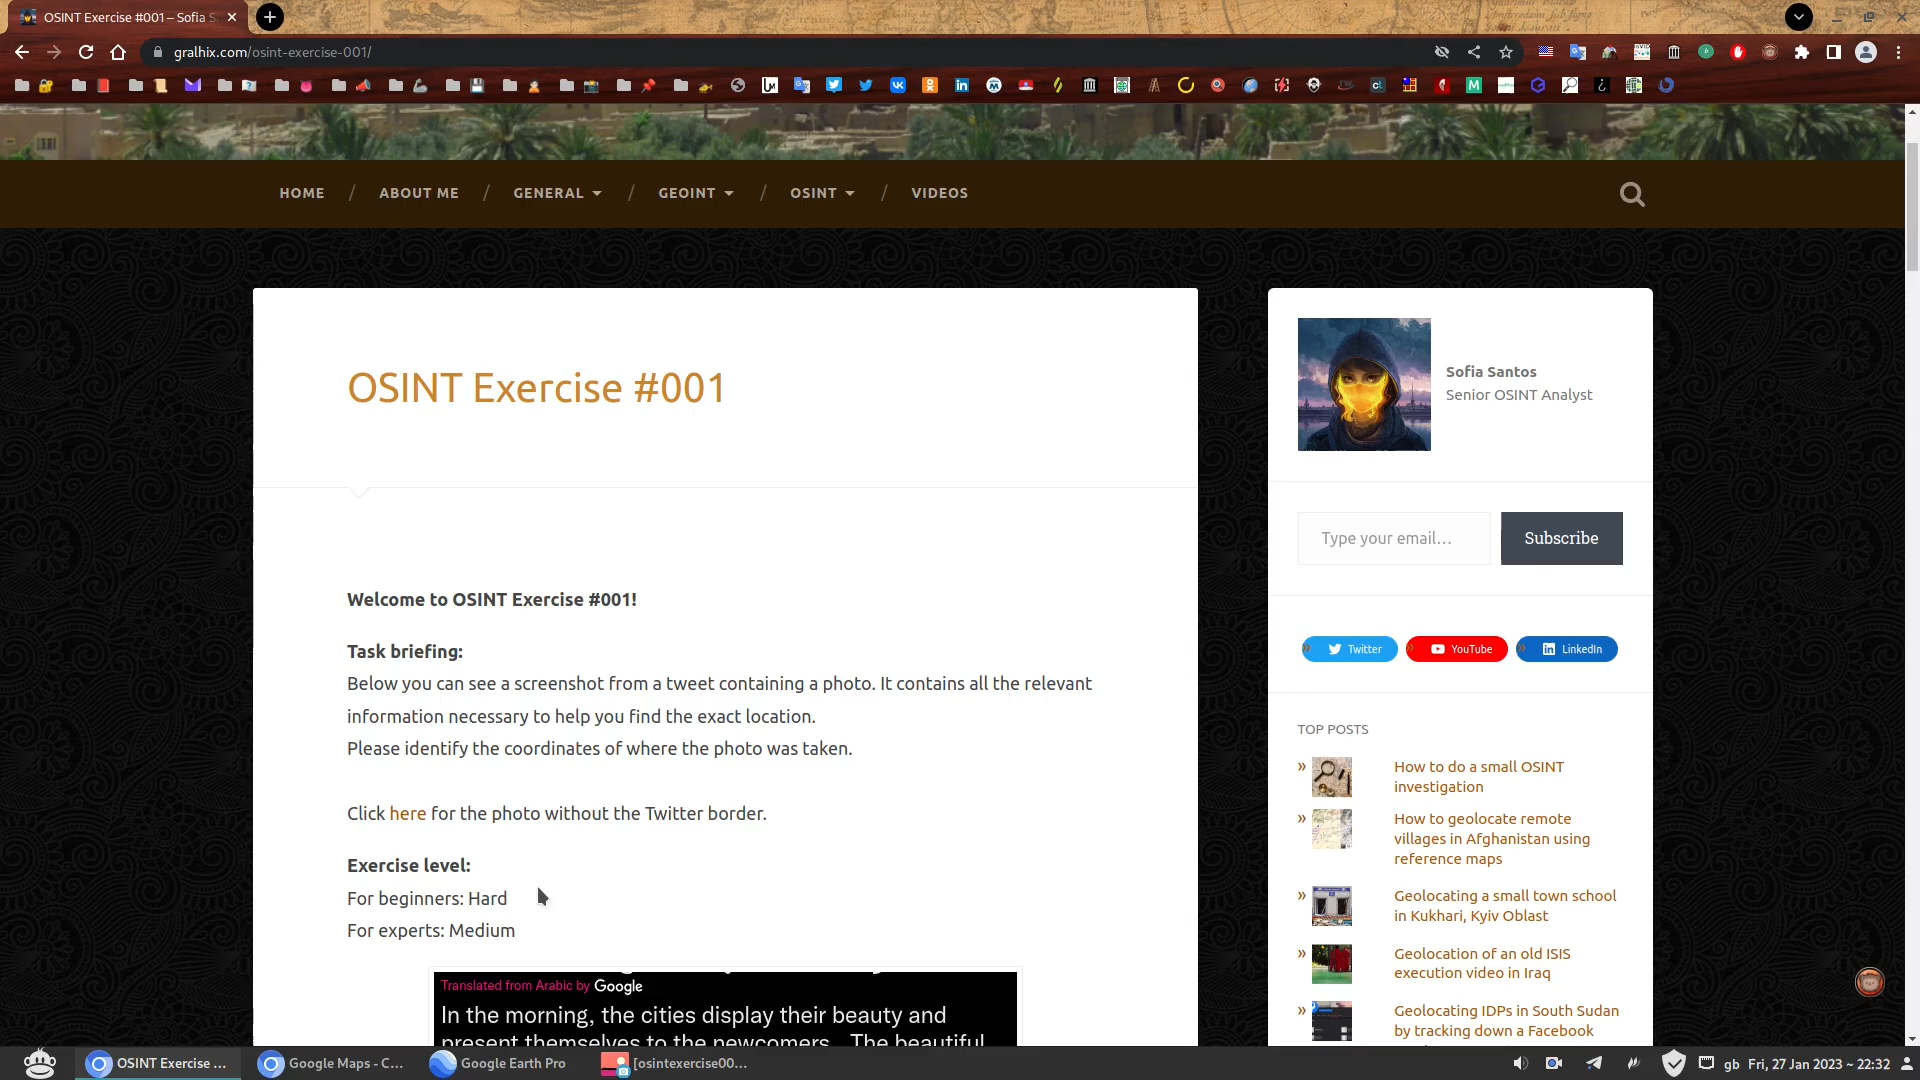 OSINT Exercise #001 – Sofia S
gralhix.com/osint-exercise-001/
HOME / ABOUT ME / GENERAL / GEOINT / OSINT / VIDEOS
OSINT Exercise #001
Welcome to OSINT Exercise #001!
Task briefing:
Below you can see a screenshot from a tweet containing a photo. It contains all the relevant
information necessary to help you find the exact location.
Please identify the coordinates of where the photo was taken.
Click here for the photo without the Twitter border.
Exercise level:
For beginners: Hard
For experts: Medium
Translated from Arabic by Google
In the morning, the cities display their beauty and
present themselves to the newcomers.. The beautiful
Sofia Santos
Senior OSINT Analyst
Type your email…
Subscribe
Twitter
YouTube
LinkedIn
TOP POSTS
» How to do a small OSINT
investigation
» How to geolocate remote
villages in Afghanistan using
reference maps
» Geolocating a small town school
in Kukhari, Kyiv Oblast
» Geolocation of an old ISIS
execution video in Iraq
» Geolocating IDPs in South Sudan
by tracking down a Facebook
OSINT Exercise ...
Google Maps - C...
Google Earth Pro
[osintexercise00...
gb Fri, 27 Jan 2023 ~ 22:32